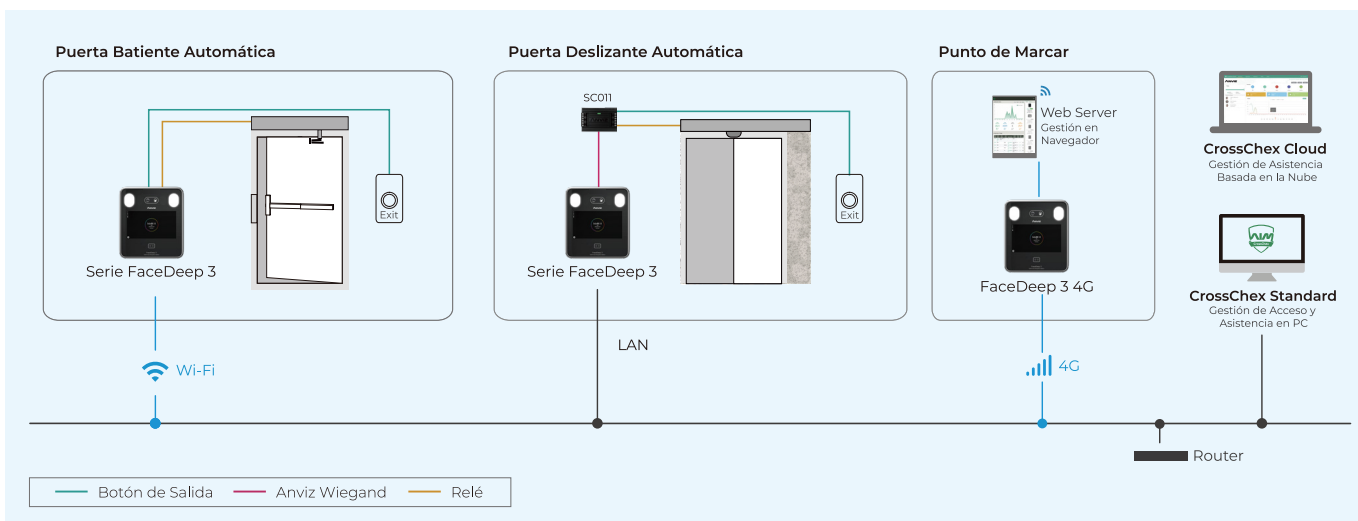 Puerta Batiente Automática
Exit
Serie FaceDeep 3
Wi-Fi
Puerta Deslizante Automática
SC011
Exit
Serie FaceDeep 3
LAN
Punto de Marcar
Web Server
Gestión en
Navegador
FaceDeep 3 4G
4G
CrossChex Cloud
Gestión de Asistencia
Basada en la Nube
AIM
CrossChex
CrossChex Standard
Gestión de Acceso y
Asistencia en PC
Router
Botón de Salida
Anviz Wiegand
Relé